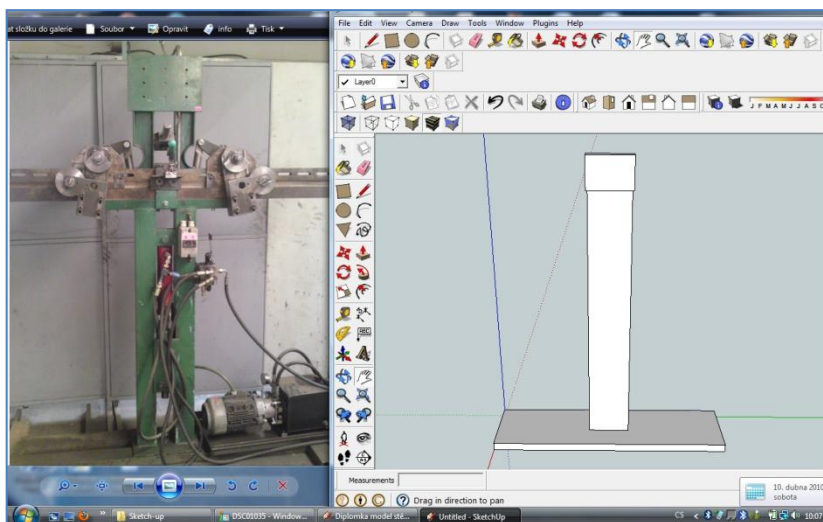 at složku do galerie Soubor Opravit info Tisk
File Edit View Camera Draw Tools Window Plugins Help
Layer0
J F M A M J J A S O
Measurements
Drag in direction to pan
10. dubna 2010
sobota
Sketch-up
DSC01035 - Window...
Diplomka model stě...
Untitled - SketchUp
CS
10:07